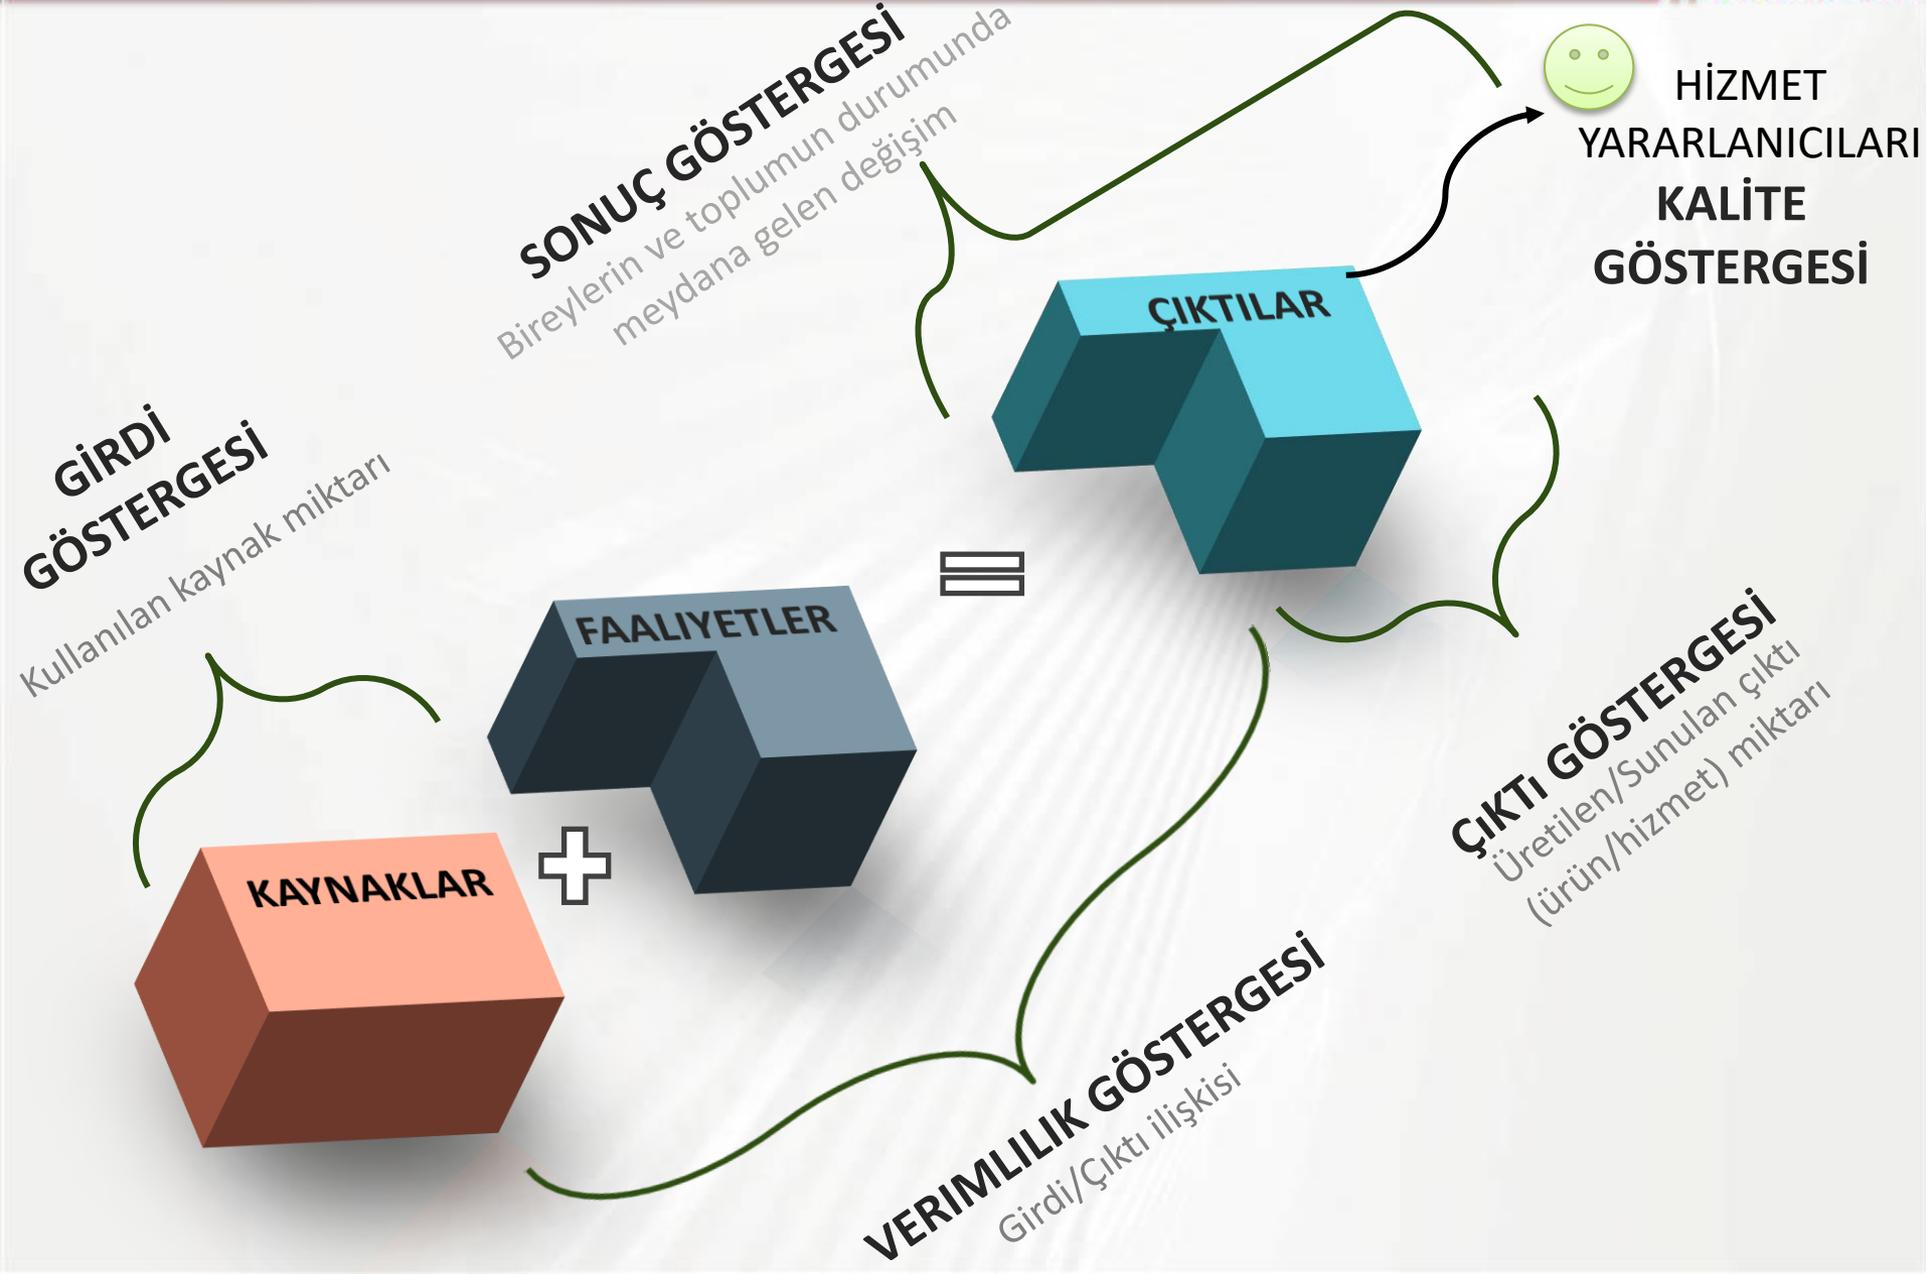 SONUÇ GÖSTERGESİ
Bireylerin ve toplumun durumunda
meydana gelen değişim
HİZMET
YARARLANICILARI
KALİTE
GÖSTERGESİ
ÇIKTILAR
GİRDİ
GÖSTERGESİ
Kullanılan kaynak miktarı
FAALIYETLER
ÇıKTı GÖSTERGESİ
Üretilen/Sunulan çıktı
(ürün/hizmet) miktarı
KAYNAKLAR
VERIMLILIK GÖSTERGESİ
Girdi/Çıktı ilişkisi